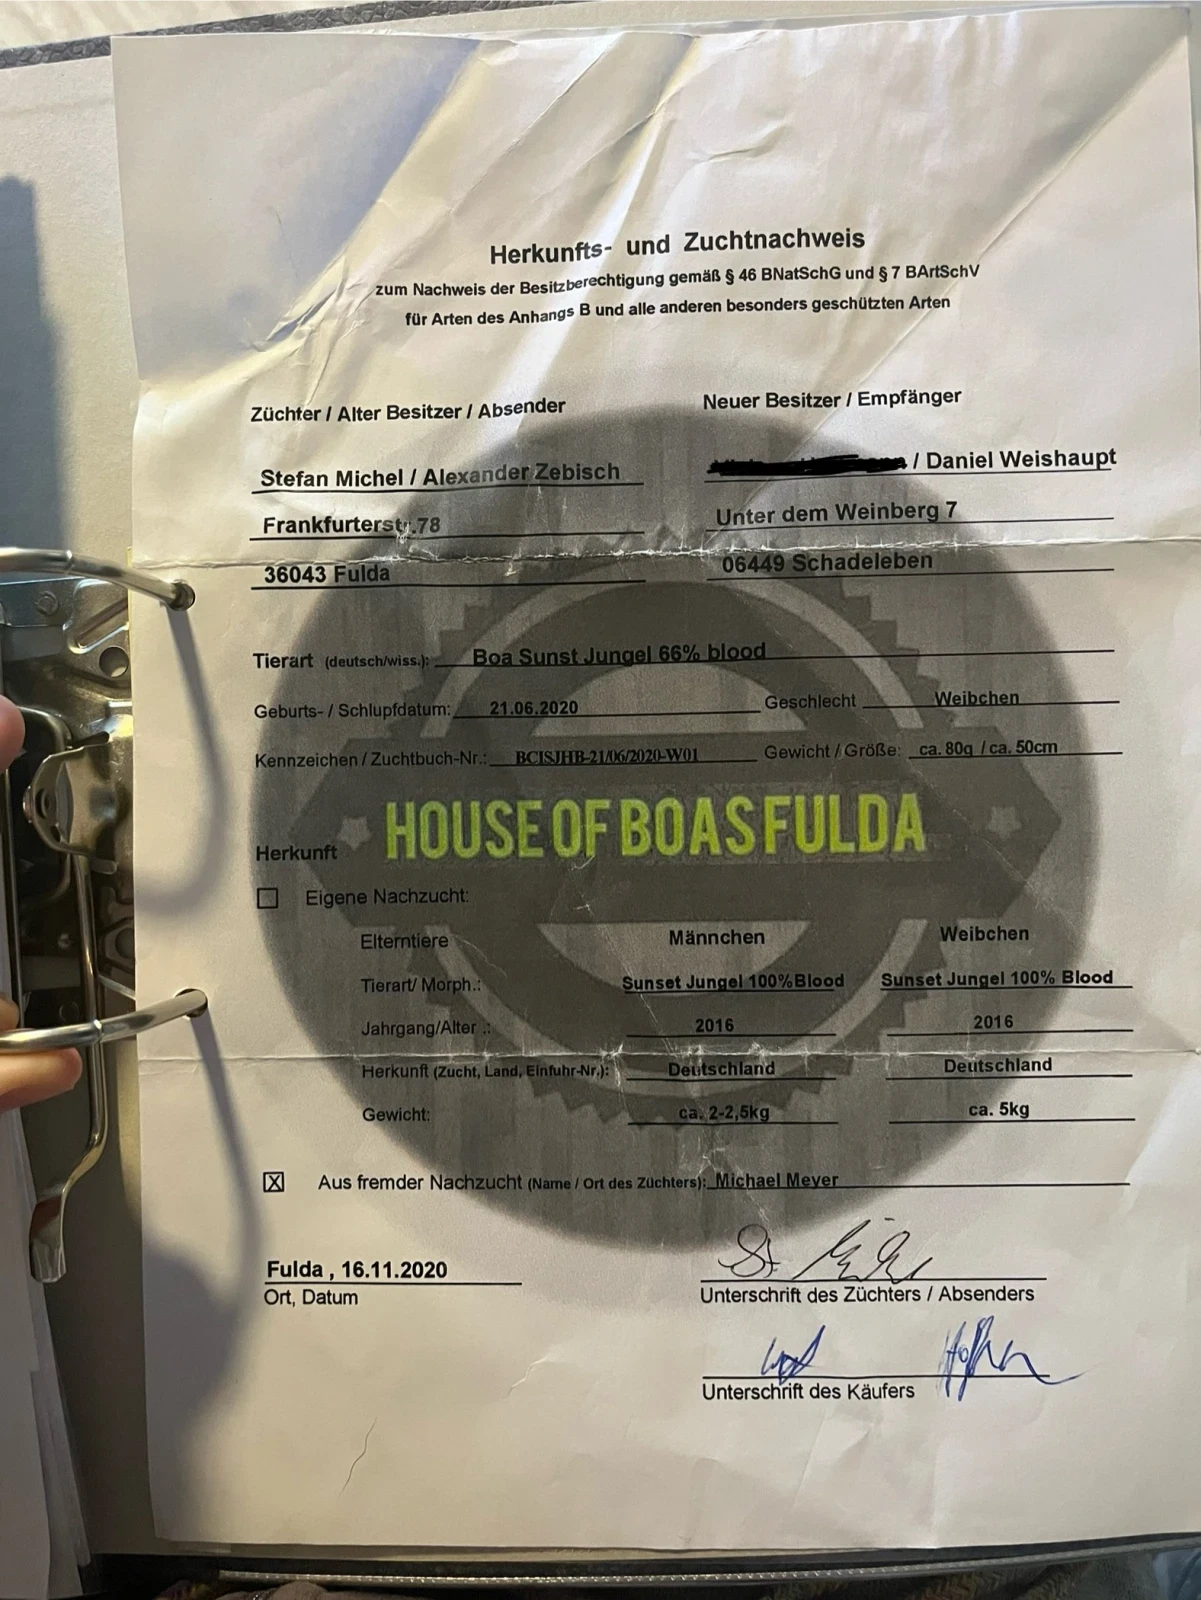 Herkunfts- und Zuchtnachweis
zum Nachweis der Besitzberechtigung gemäß § 46 BNatSchG und § 7 BArtSchV
für Arten des Anhangs B und alle anderen besonders geschützten Arten
Züchter / Alter Besitzer / Absender Neuer Besitzer / Empfänger
Stefan Michel / Alexander Zebisch / Daniel Weishaupt
Frankfurterstr.78 Unter dem Weinberg 7
36043 Fulda 06449 Schadeleben
Tierart (deutsch/wiss.): Boa Sunst Jungel 66% blood
Geburts- / Schlupfdatum: 21.06.2020 Geschlecht Weibchen
Kennzeichen / Zuchtbuch-Nr.: BCISJHB-21/06/2020-W01 Gewicht / Größe: ca. 80g / ca. 50cm
HOUSE OF BOAS FULDA
Herkunft
Eigene Nachzucht:
Elterntiere Männchen Weibchen
Tierart/ Morph.: Sunset Jungel 100%Blood Sunset Jungel 100% Blood
Jahrgang/Alter .: 2016 2016
Herkunft (Zucht, Land, Einfuhr-Nr.): Deutschland Deutschland
Gewicht: ca. 2-2,5kg ca. 5kg
X Aus fremder Nachzucht (Name / Ort des Züchters): Michael Meyer
Fulda , 16.11.2020
Ort, Datum Unterschrift des Züchters / Absenders
Unterschrift des Käufers